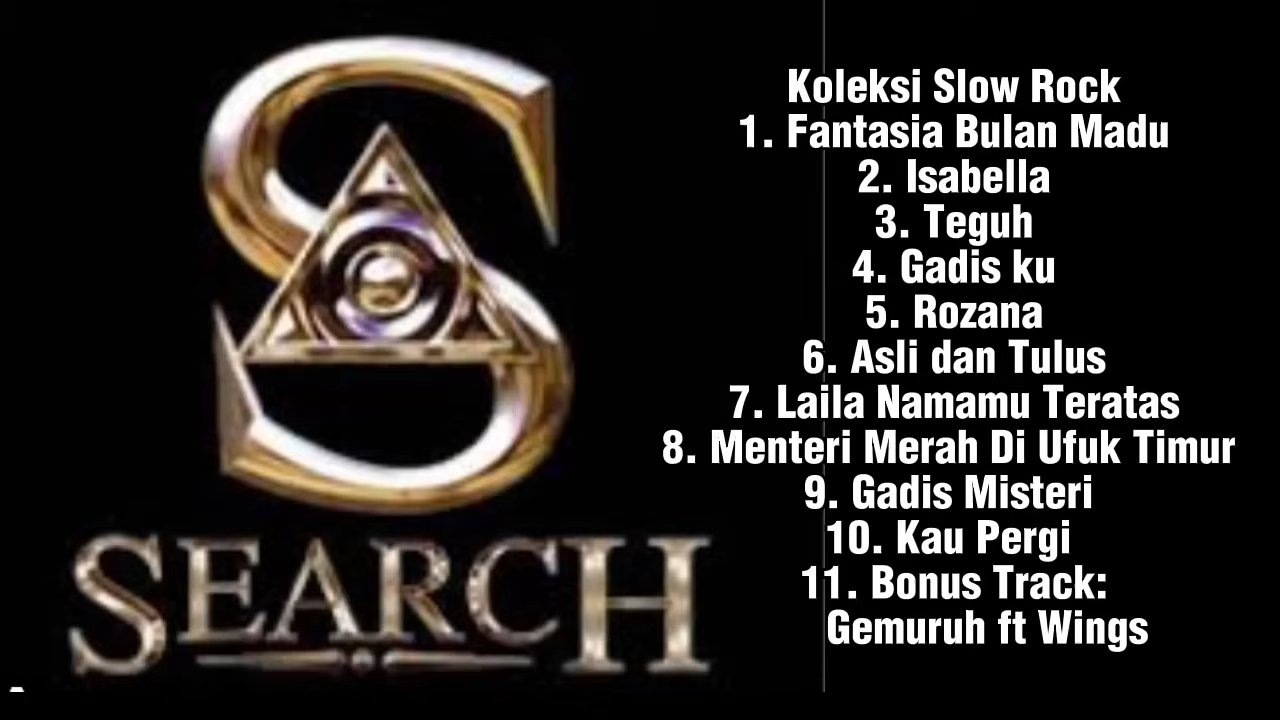 SEARCH
Koleksi Slow Rock
1. Fantasia Bulan Madu
2. Isabella
3. Teguh
4. Gadis ku
5. Rozana
6. Asli dan Tulus
7. Laila Namamu Teratas
8. Menteri Merah Di Ufuk Timur
9. Gadis Misteri
10. Kau Pergi
11. Bonus Track:
Gemuruh ft Wings